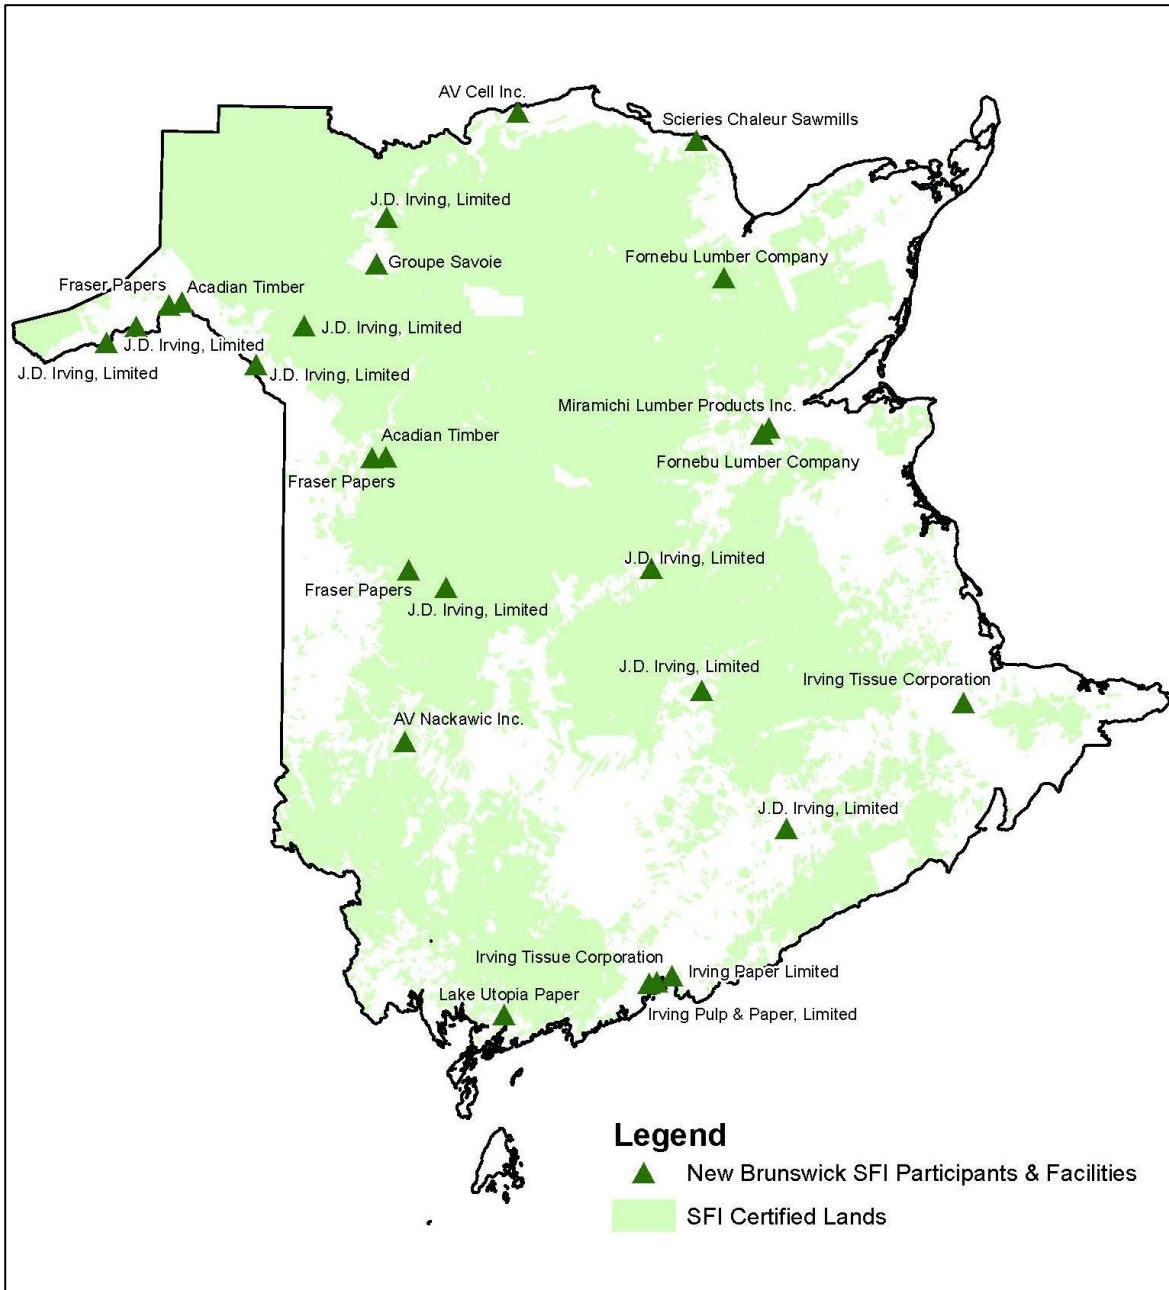 AV Cell Inc.
Scieries Chaleur Sawmills
J.D. Irving, Limited
Groupe Savoie
Fornebu Lumber Company
Fraser Papers
Acadian Timber
J.D. Irving, Limited
J.D. Irving, Limited
J.D. Irving, Limited
J.D. Irving, Limited
Miramichi Lumber Products Inc.
Acadian Timber
Fornebu Lumber Company
Fraser Papers
J.D. Irving, Limited
Fraser Papers
J.D. Irving, Limited
J.D. Irving, Limited
Irving Tissue Corporation
AV Nackawic Inc.
J.D. Irving, Limited
Irving Tissue Corporation
Irving Paper Limited
Lake Utopia Paper
Irving Pulp & Paper, Limited
Legend
New Brunswick SFI Participants & Facilities
SFI Certified Lands